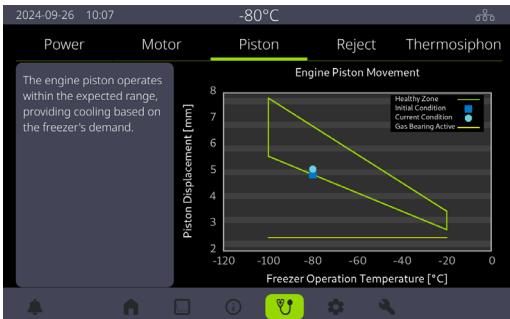 2024-09-26 10:07
-80°C
Power Motor Piston Reject Thermosiphon
The engine piston operates
within the expected range,
providing cooling based on
the freezer's demand.
Engine Piston Movement
Piston Displacement [mm]
8
7
6
5
4
3
2
Healthy Zone
Initial Condition
Current Condition
Gas Bearing Active
-120 -100 -80 -60 -40 -20 0
Freezer Operation Temperature [°C]